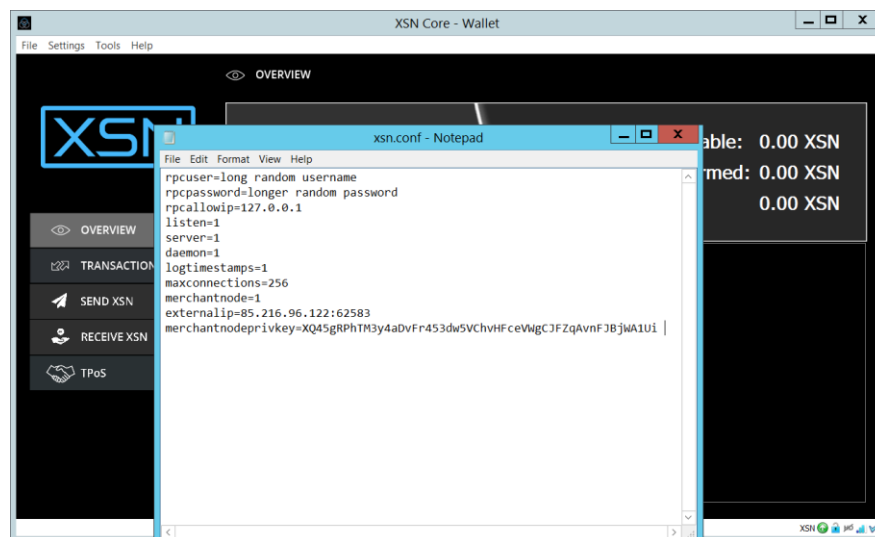 XSN Core - Wallet
File Settings Tools Help
OVERVIEW
XSN
able: 0.00 XSN
rmed: 0.00 XSN
0.00 XSN
xsn.conf - Notepad
File Edit Format View Help
rpcuser=long random username
rpcpassword=longer random password
rpcallowip=127.0.0.1
listen=1
server=1
daemon=1
logtimestamps=1
maxconnections=256
merchantnode=1
externalip=85.216.96.122:62583
merchantnodeprivkey=XQ45gRPhTM3y4aDvFr453dw5VChvHFceVWgCJFZqAvnFJBjWA1Ui
OVERVIEW
TRANSACTION
SEND XSN
RECEIVE XSN
TPoS
XSN